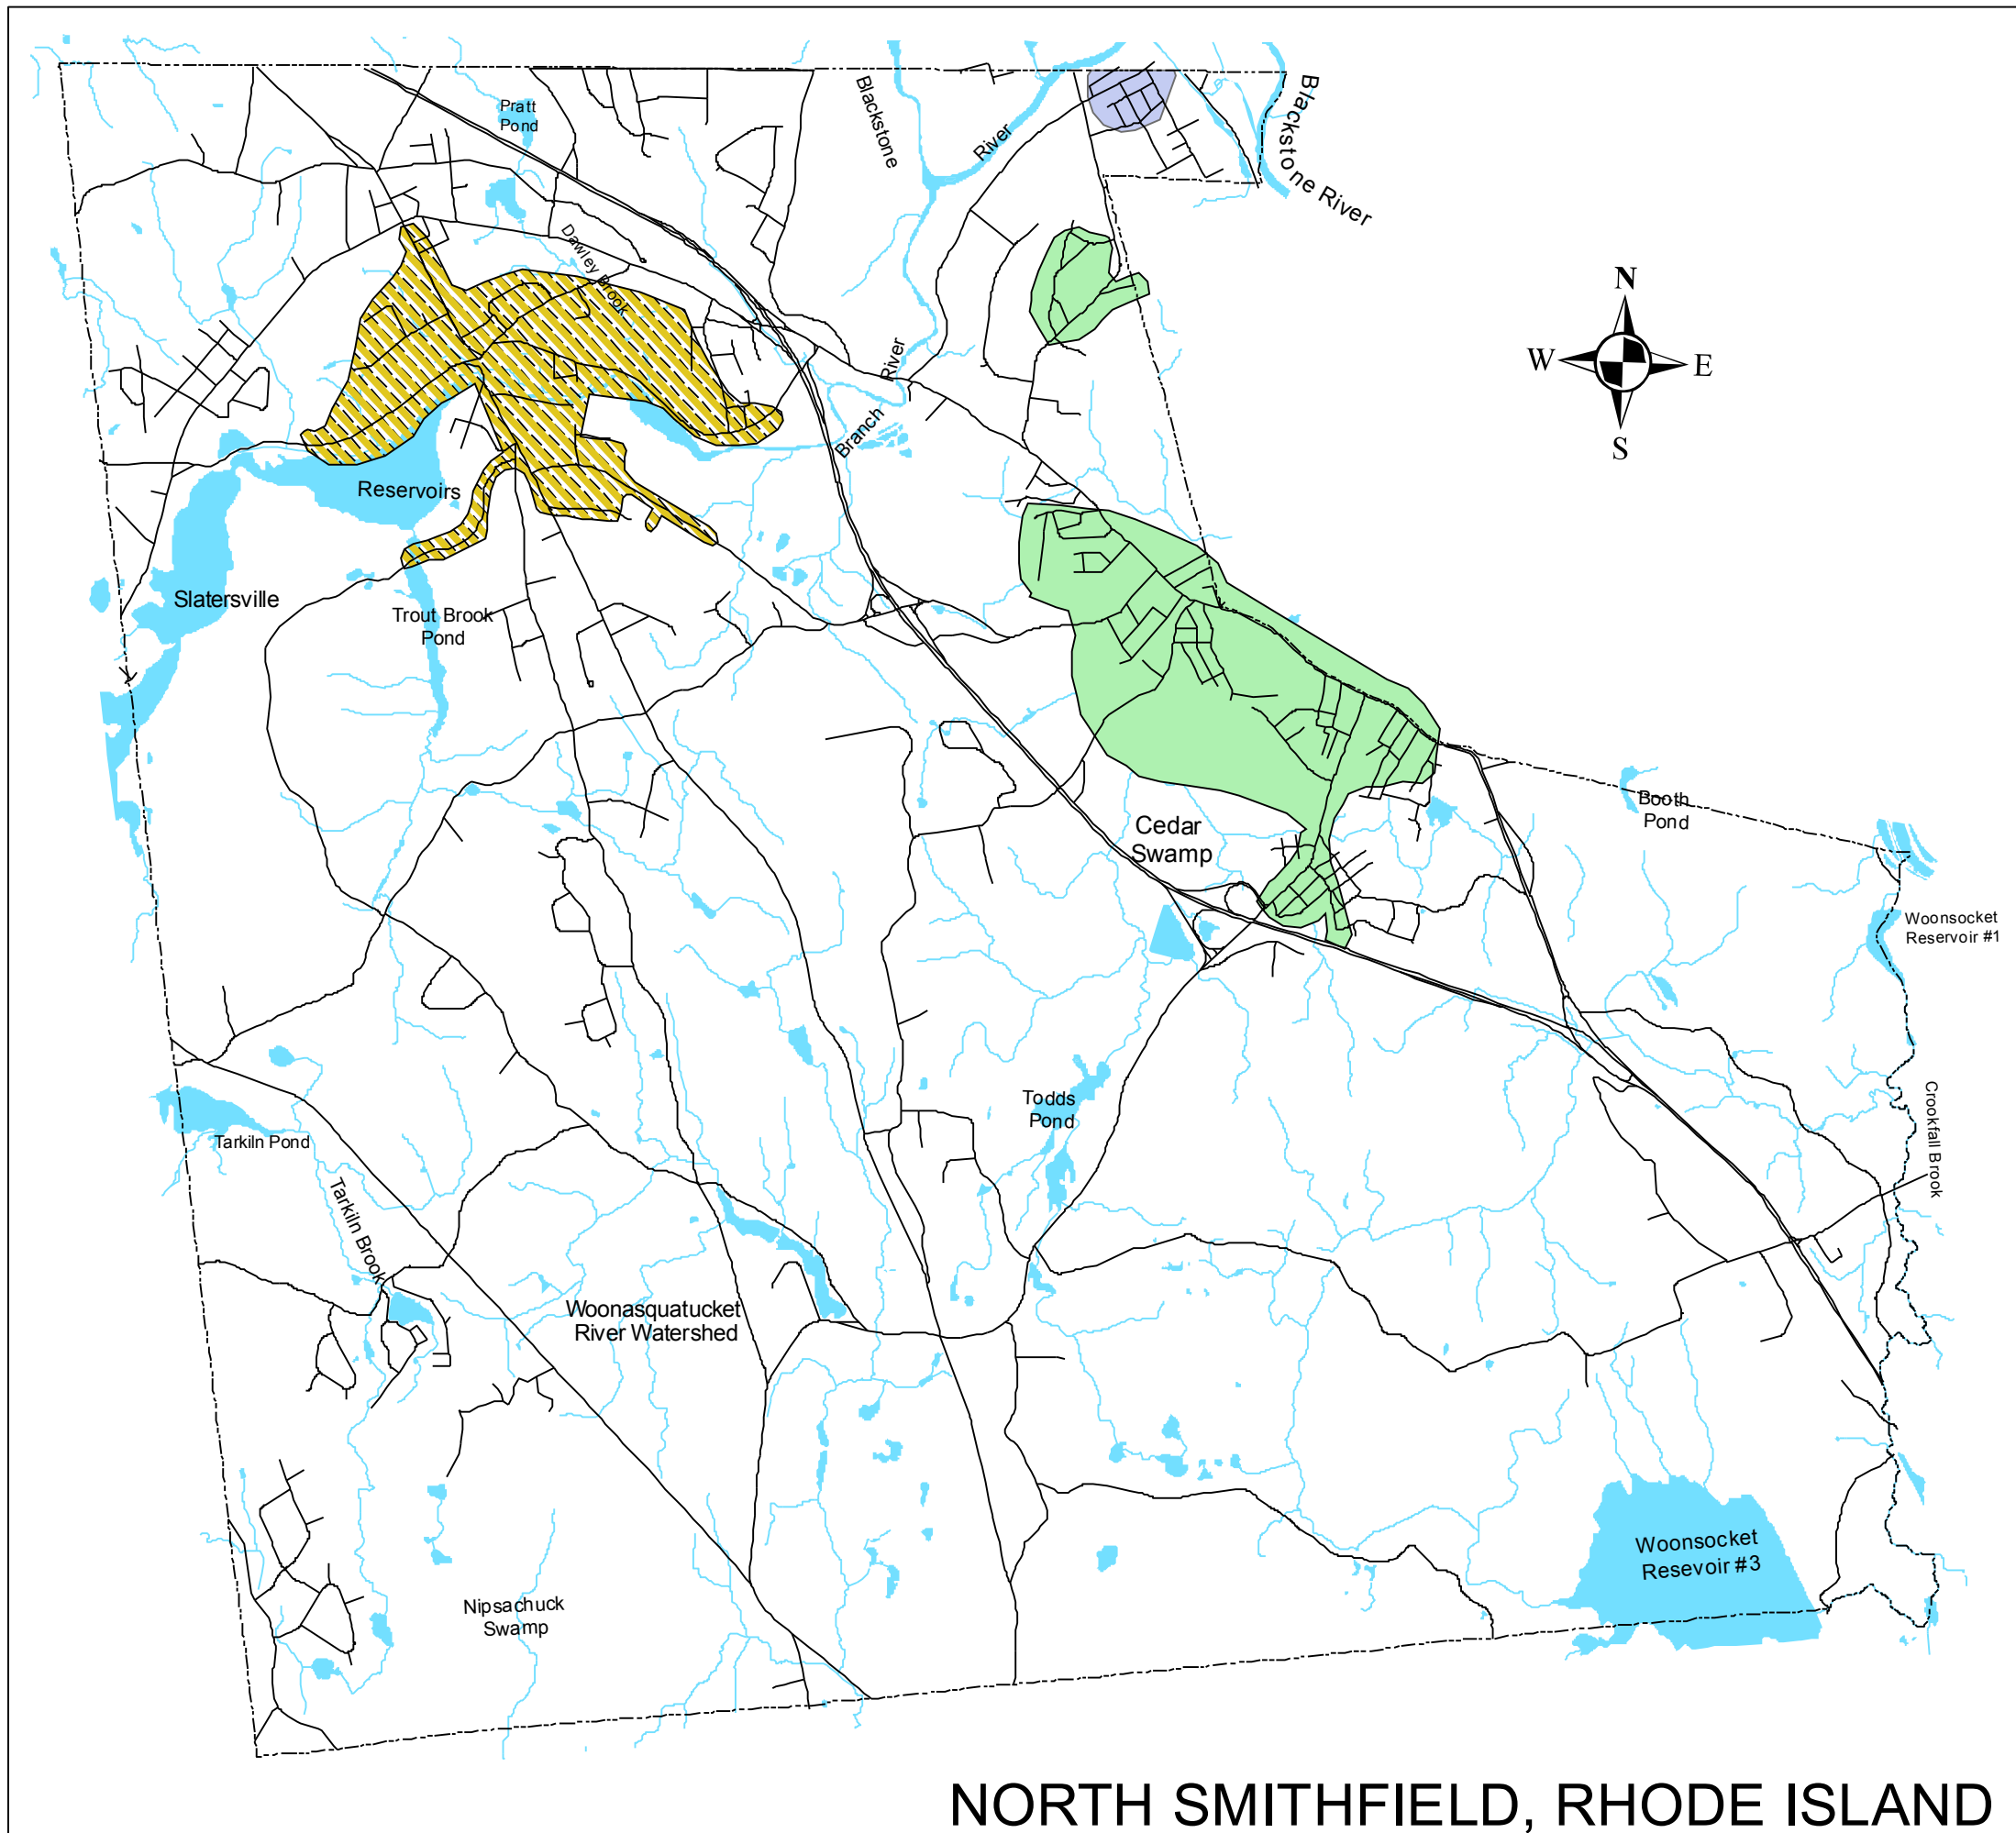 Pratt
Pond
Blackstone
River
Blackstone River
Dawley Brook
N
W
E
S
River
Branch
Reservoirs
Slatersville
Trout Brook
Pond
Booth
Pond
Cedar
Swamp
Woonsocket
Reservoir #1
Todds
Pond
Crookfall Brook
Tarkiln Pond
Tarkiln Brook
Woonasquatucket
River Watershed
Woonsocket
Resevoir #3
Nipsachuck
Swamp
NORTH SMITHFIELD, RHODE ISLAND